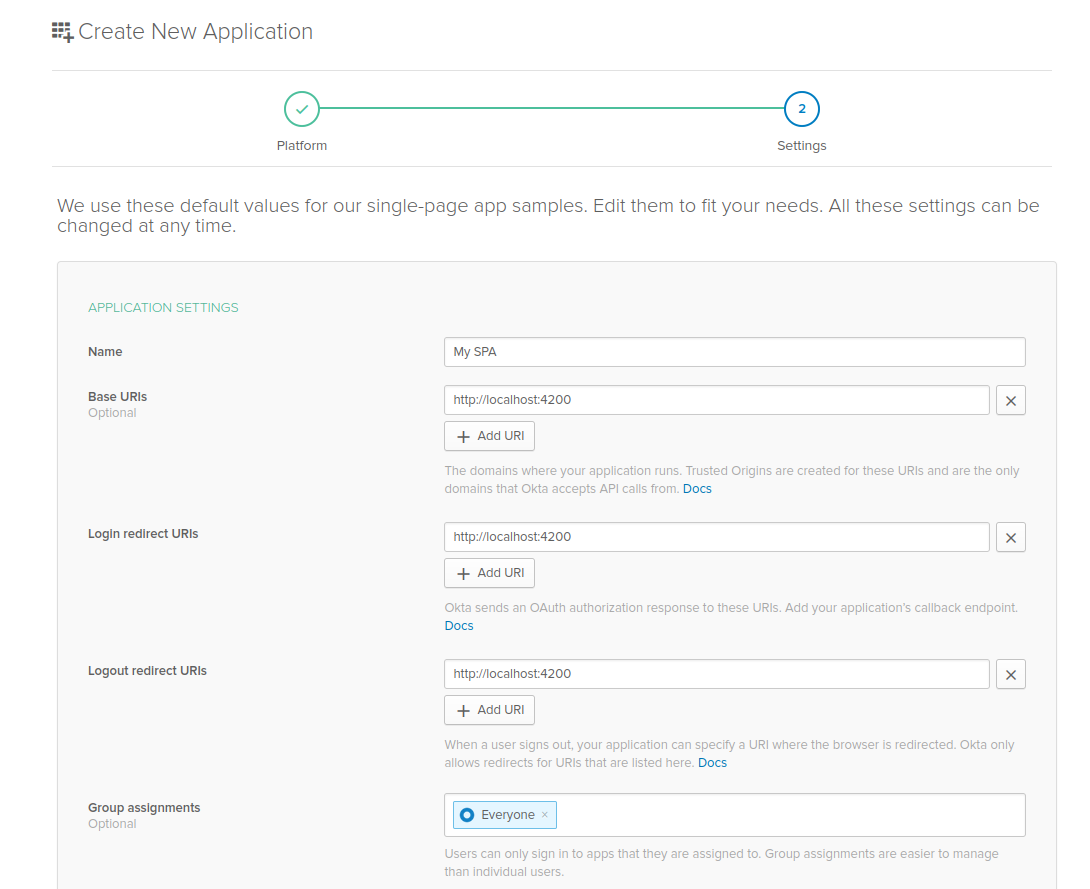 Create New Application
2
Platform
Settings
We use these default values for our single-page app samples. Edit them to fit your needs. All these settings can be
changed at any time.
APPLICATION SETTINGS
Name
My SPA
Base URIs
Optional
http://localhost:4200
Add URI
The domains where your application runs. Trusted Origins are created for these URIs and are the only
domains that Okta accepts API calls from. Docs
Login redirect URIs
http://localhost:4200
Add URI
Okta sends an OAuth authorization response to these URIs. Add your application's callback endpoint.
Docs
Logout redirect URIs
http://localhost:4200
Add URI
When a user signs out, your application can specify a URI where the browser is redirected. Okta only
allows redirects for URIs that are listed here. Docs
Group assignments
Optional
Everyone
Users can only sign in to apps that they are assigned to. Group assignments are easier to manage
than individual users.